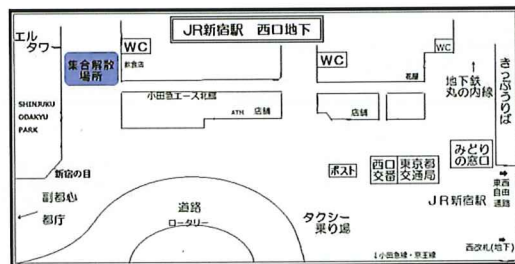 JR新宿駅 西口地下
エル
タワー
集合解散
場所
WC
飲食店
WC
花屋
WC
↑
地下鉄
丸の内線
きっぷうりば
小田急エース北館
ATM 店舗
店舗
SHINJUKU
ODAKYU
PARK
みどり
の窓口
ポスト
西口
交番
東京都
交通局
新宿の目
→
東西
自由
通路
JR新宿駅
副都心
都庁
道路
ロータリー
タクシー
乗り場
→
西改札(地下)
↓小田急線・京王線